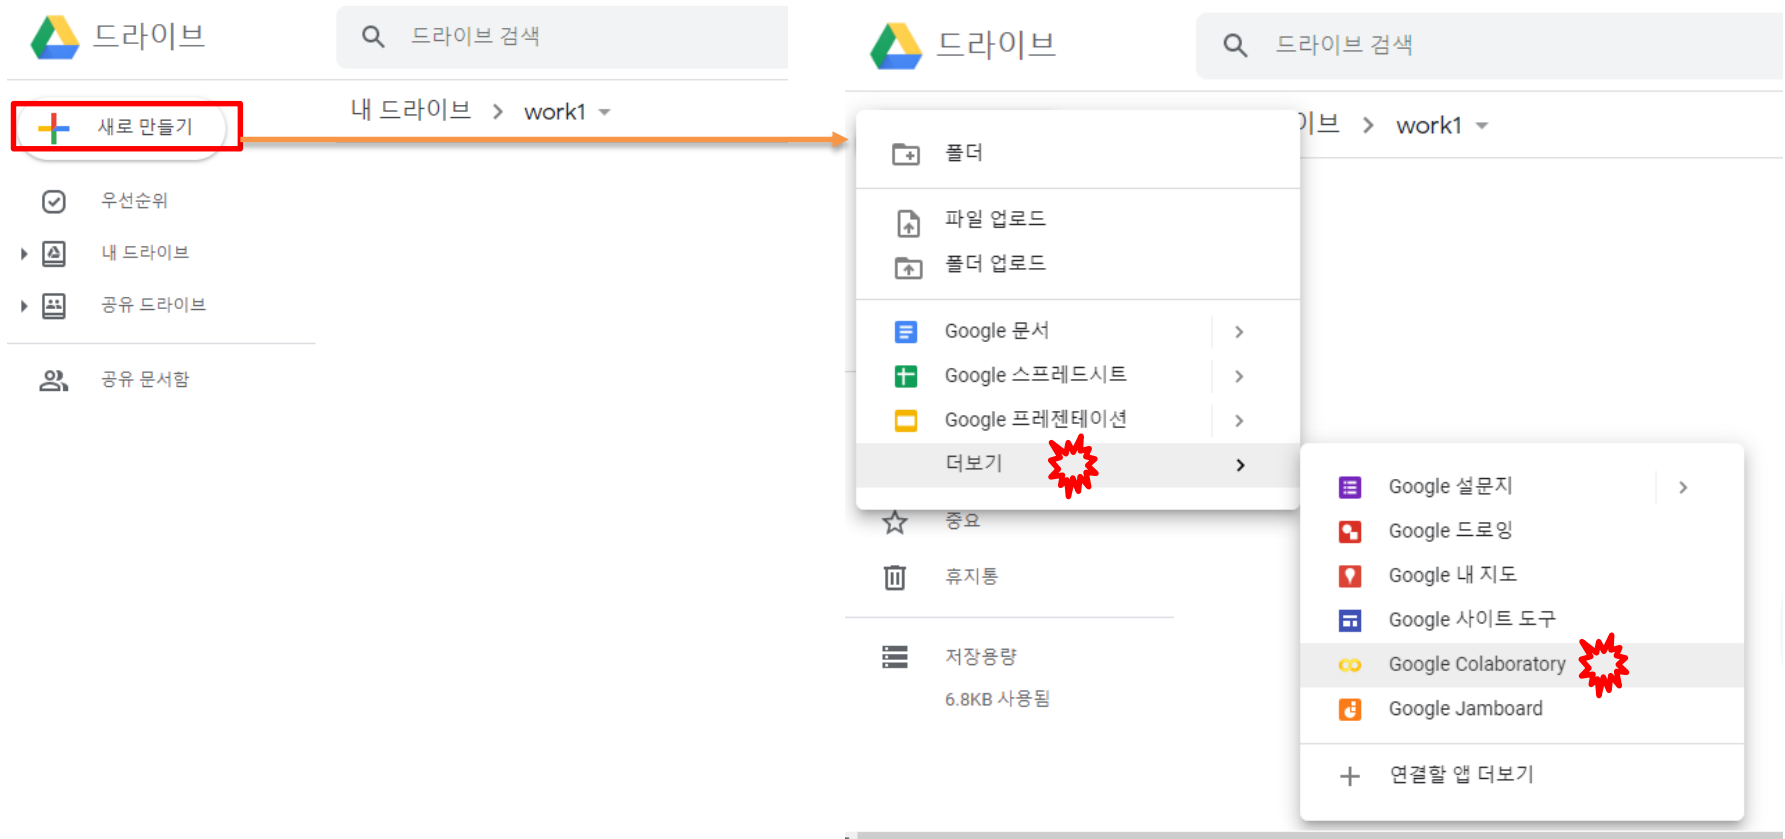 드라이브
드라이브 검색
새로 만들기
내 드라이브 > work1
우선순위
내 드라이브
공유 드라이브
공유 문서함
드라이브
드라이브 검색
이브 > work1
폴더
파일 업로드
폴더 업로드
Google 문서
Google 스프레드시트
Google 프레젠테이션
더보기
중요
휴지통
저장용량
6.8KB 사용됨
Google 설문지
Google 드로잉
Google 내 지도
Google 사이트 도구
Google Colaboratory
Google Jamboard
연결할 앱 더보기